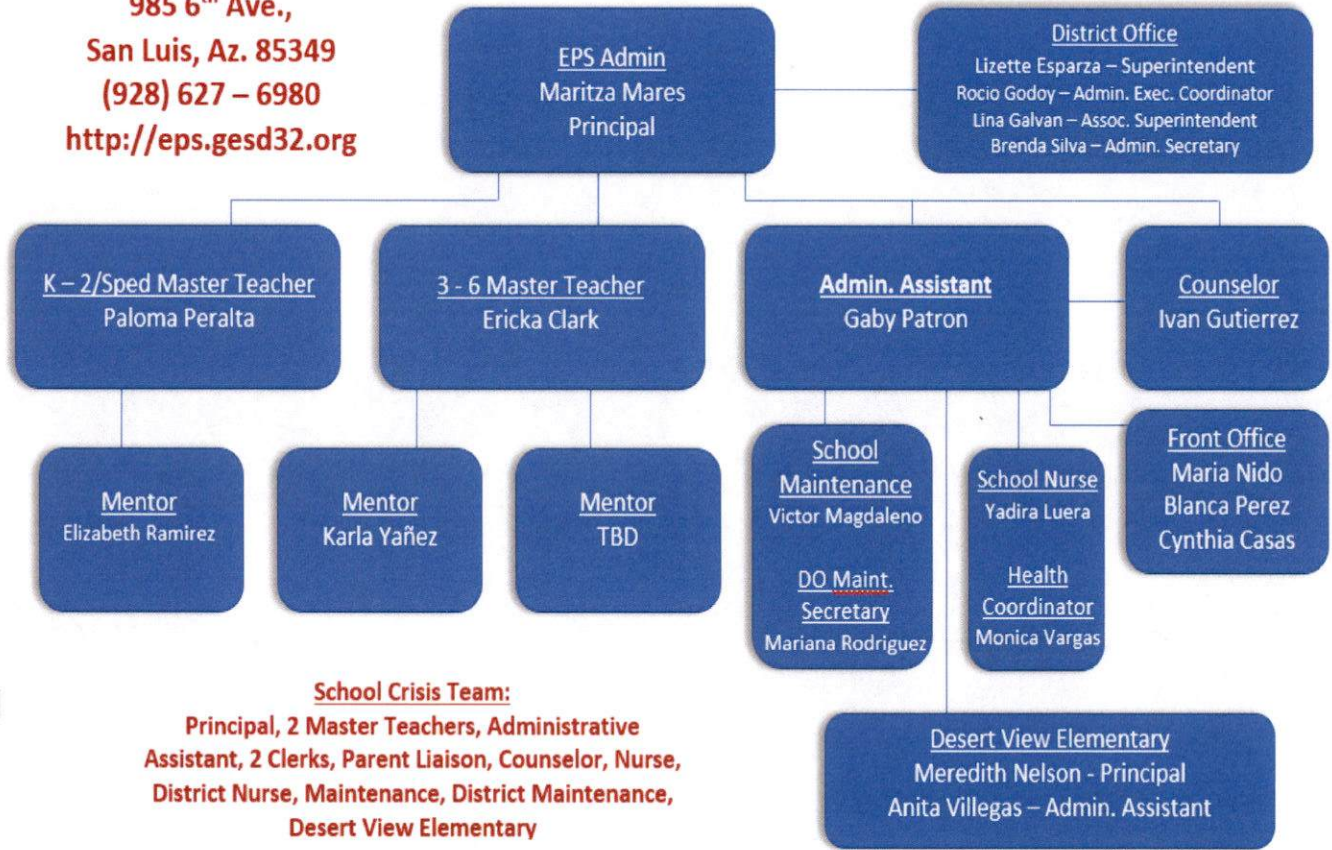 985 6th Ave.,
San Luis, Az. 85349
(928) 627 – 6980
http://eps.gesd32.org
EPS Admin
Maritza Mares
Principal
District Office
Lizette Esparza – Superintendent
Rocio Godoy – Admin. Exec. Coordinator
Lina Galvan – Assoc. Superintendent
Brenda Silva – Admin. Secretary
K – 2/Sped Master Teacher
Paloma Peralta
3 - 6 Master Teacher
Ericka Clark
Admin. Assistant
Gaby Patron
Counselor
Ivan Gutierrez
Mentor
Elizabeth Ramirez
Mentor
Karla Yañez
Mentor
TBD
School
Maintenance
Victor Magdaleno
DO Maint.
Secretary
Mariana Rodriguez
School Nurse
Yadira Luera
Health
Coordinator
Monica Vargas
Front Office
Maria Nido
Blanca Perez
Cynthia Casas
School Crisis Team:
Principal, 2 Master Teachers, Administrative
Assistant, 2 Clerks, Parent Liaison, Counselor, Nurse,
District Nurse, Maintenance, District Maintenance,
Desert View Elementary
Desert View Elementary
Meredith Nelson - Principal
Anita Villegas – Admin. Assistant